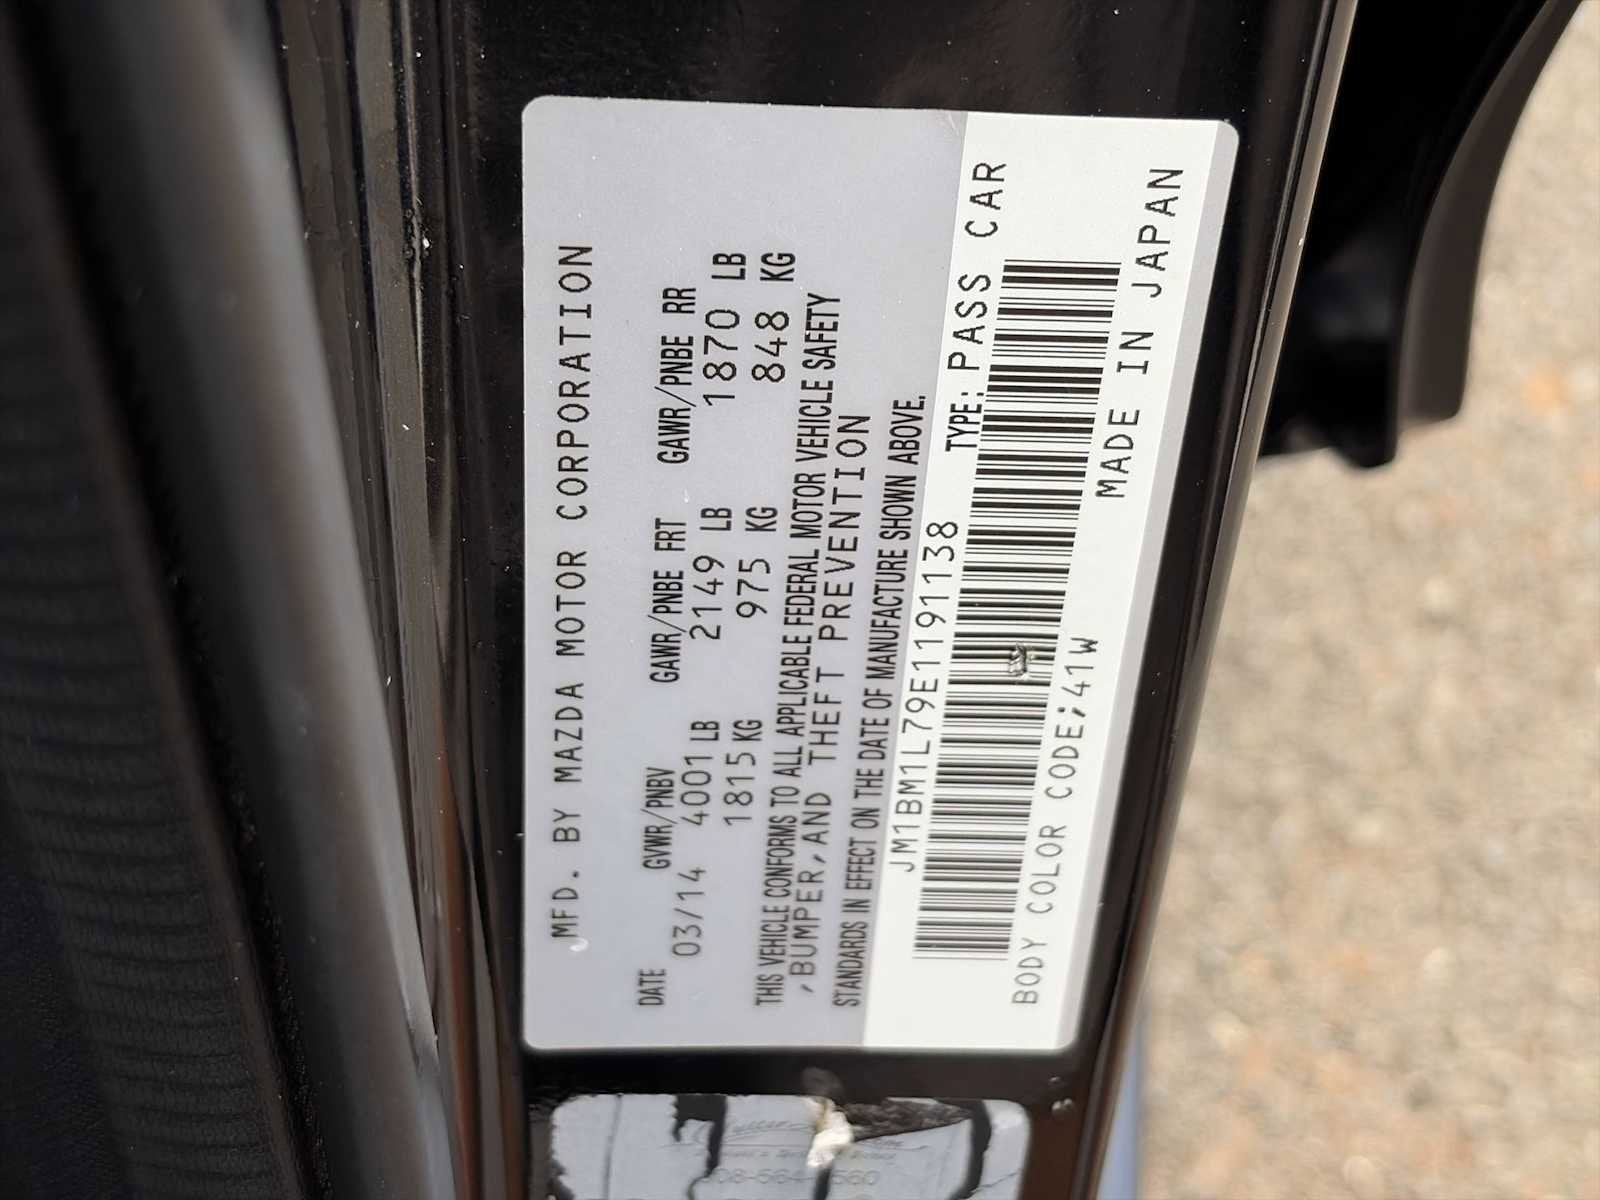 MFD. BY MAZDA MOTOR CORPORATION
DATE GVWR/PNBV GAWR/PNBE FRT GAWR/PNBE RR
03/14 4001 LB 2149 LB 1870 LB
1815 KG 975 KG 848 KG
THIS VEHICLE CONFORMS TO ALL APPLICABLE FEDERAL MOTOR VEHICLE SAFETY
,BUMPER,AND THEFT PREVENTION
STANDARDS IN EFFECT ON THE DATE OF MANUFACTURE SHOWN ABOVE.
JM1BM1L79E1191138 TYPE: PASS CAR
BODY COLOR CODE;41W MADE IN JAPAN